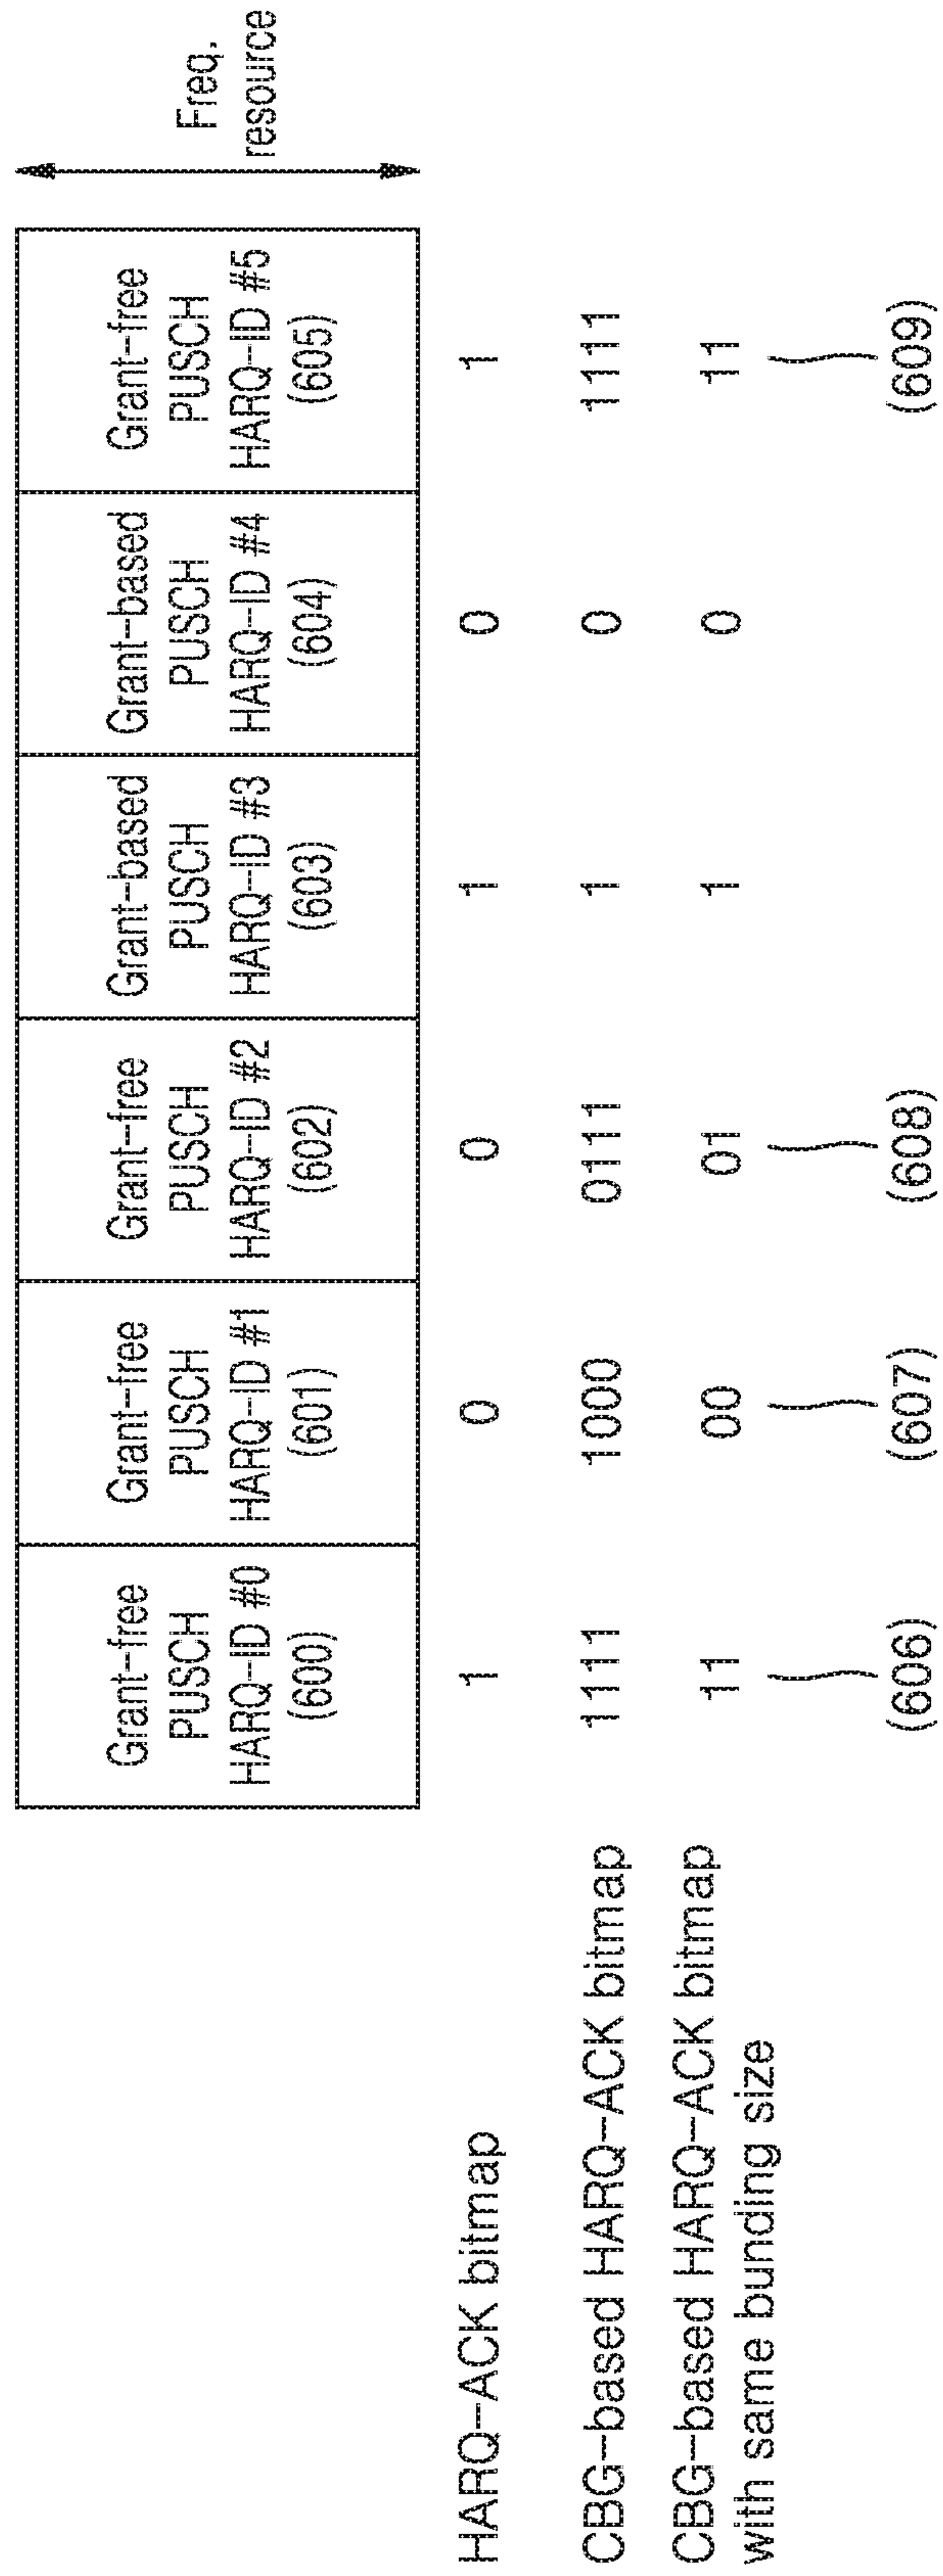 Grant-free
PUSCH
HARQ-ID #0
(600)
Grant-free
PUSCH
HARQ-ID #1
(601)
Grant-free
PUSCH
HARQ-ID #2
(602)
Grant-based
PUSCH
HARQ-ID #3
(603)
Grant-based
PUSCH
HARQ-ID #4
(604)
Grant-free
PUSCH
HARQ-ID #5
(605)
Freq.
resource
HARQ-ACK bitmap
1
0
0
1
0
1
CBG-based HARQ-ACK bitmap
1111
1000
0111
1
0
1111
CBG-based HARQ-ACK bitmap
with same bunding size
11
00
01
1
0
11
(606)
(607)
(608)
(609)